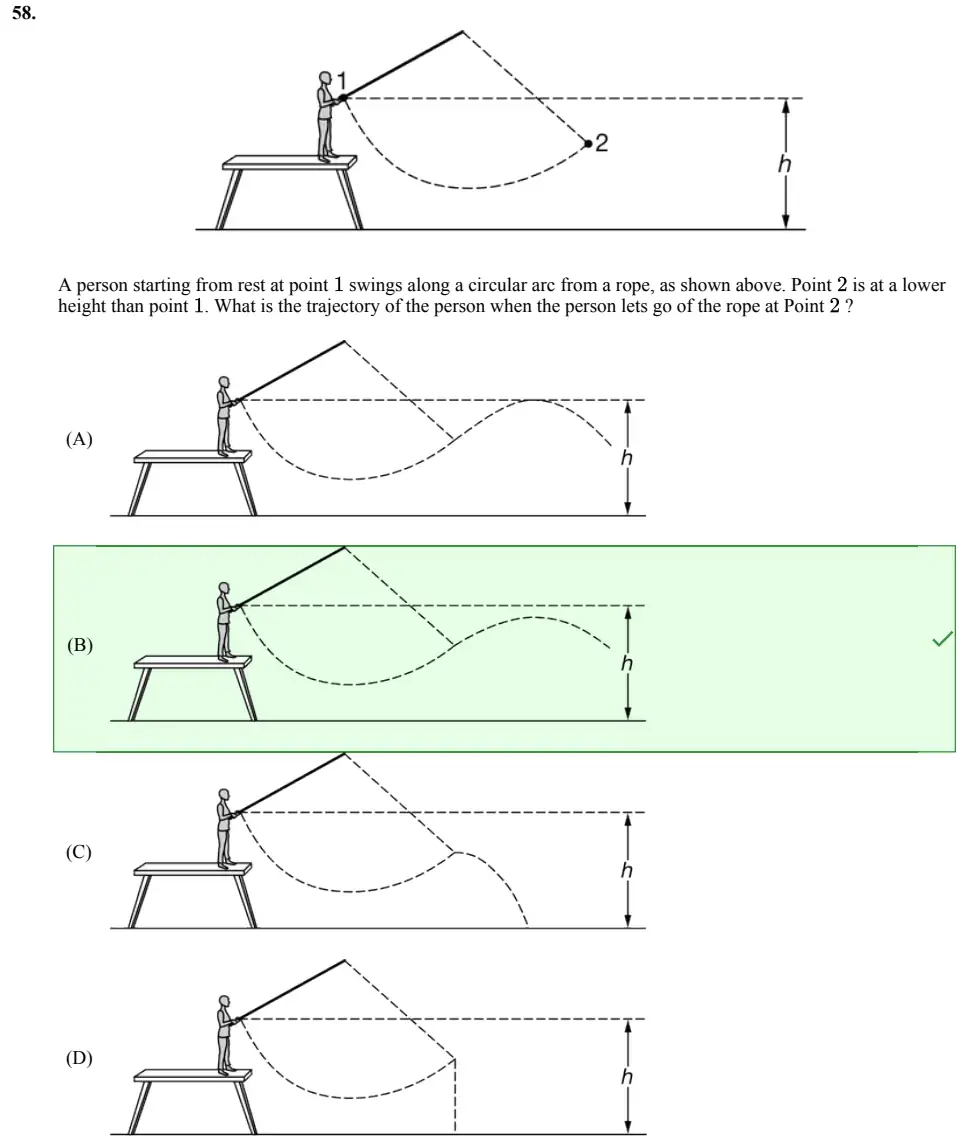 58.
1
2
h
A person starting from rest at point 1 swings along a circular arc from a rope, as shown above. Point 2 is at a lower
height than point 1. What is the trajectory of the person when the person lets go of the rope at Point 2 ?
(A)
h
(B)
h
(C)
h
(D)
h